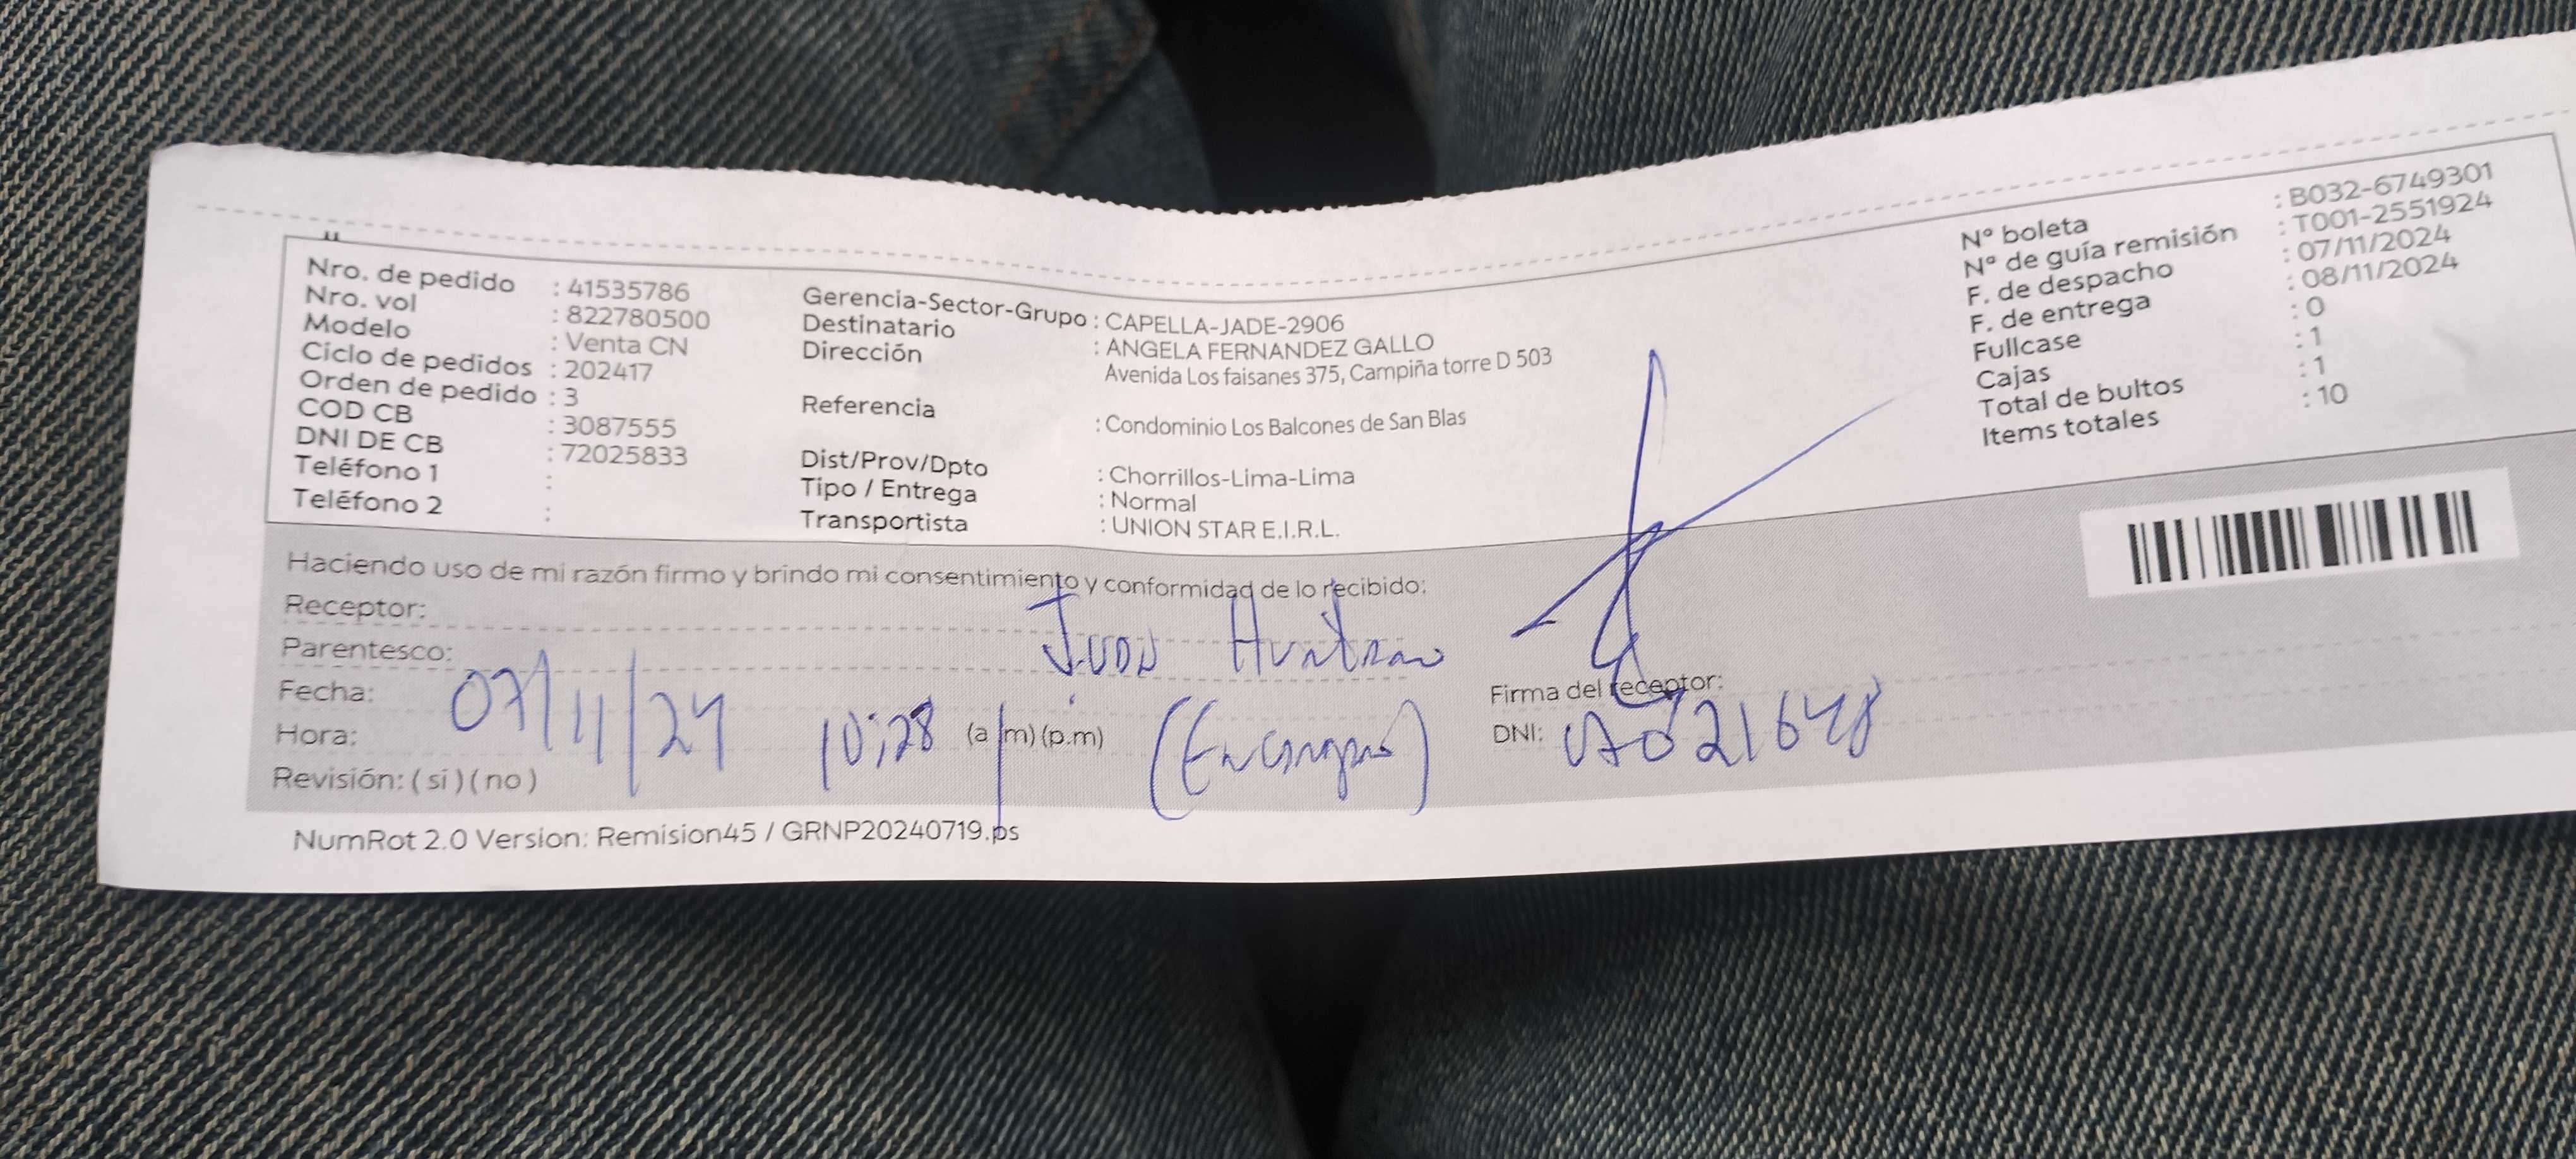 Nro. de pedido : 41535786
Nro. vol : 822780500
Modelo : Venta CN
Ciclo de pedidos : 202417
Orden de pedido : 3
COD CB : 3087555
DNI DE CB : 72025833
Teléfono 1 :
Teléfono 2 :
Gerencia-Sector-Grupo : CAPELLA-JADE-2906
Destinatario : ANGELA FERNANDEZ GALLO
Dirección Avenida Los faisanes 375, Campiña torre D 503
Referencia : Condominio Los Balcones de San Blas
Dist/Prov/Dpto : Chorrillos-Lima-Lima
Tipo / Entrega : Normal
Transportista : UNION STAR E.I.R.L.
N° boleta : B032-6749301
N° de guía remisión : T001-2551924
F. de despacho : 07/11/2024
F. de entrega : 08/11/2024
Fullcase : 0
Cajas : 1
Total de bultos : 1
Items totales : 10
Haciendo uso de mi razón firmo y brindo mi consentimiento y conformidad de lo recibido:
Receptor: Juan
Parentesco:
Fecha: 07/11/24
Hora: 10:28 (a.m) (p.m)
Firma del receptor:
DNI:
Revisión: ( si ) ( no )
NumRot 2.0 Version: Remision45 / GRNP20240719.ps